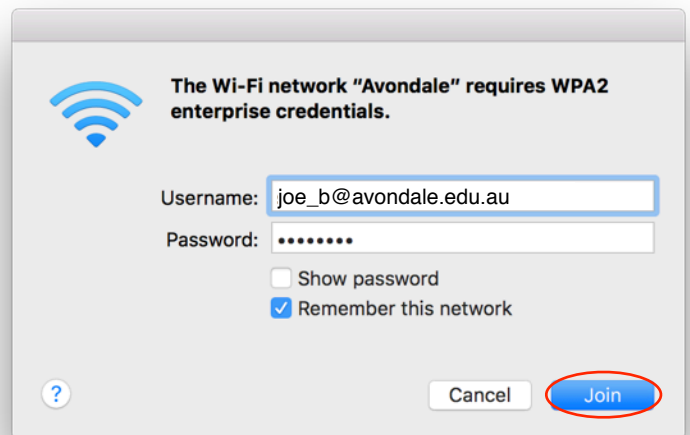 The Wi-Fi network “Avondale” requires WPA2
enterprise credentials.
Username: joe_b@avondale.edu.au
Password: ••••••••
Show password
Remember this network
? Cancel Join